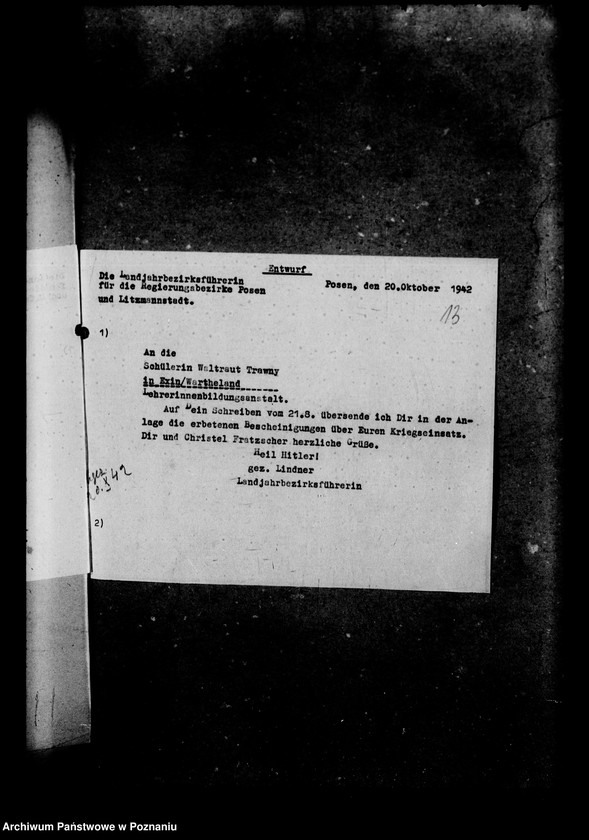 Entwurf
Die Landjahrbezirksführerin
für die Regierungsbezirke Posen
und Litzmannstadt.
Posen, den 20.Oktober 1942
13
1)
An die
Schülerin Waltraut Trawny
in Exin/Wartheland
Lehrerinnenbildungsanstalt.
Auf Dein Schreiben vom 21.8. übersende ich Dir in der An-
lage die erbetenen Bescheinigungen über Euren Kriegseinsatz.
Dir und Christel Fratzscher herzliche Grüße.
Heil Hitler!
gez. Lindner
Landjahrbezirksführerin
2)
Archiwum Państwowe w Poznaniu